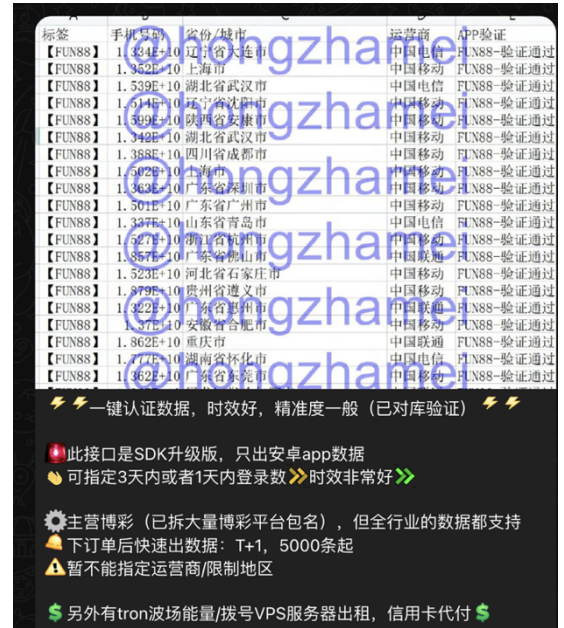 A B C D E
标签 手机号码 省份/城市 运营商 APP验证
【FUN88】 1.334E+10 辽宁省大连市 中国电信 FUN88-验证通过
【FUN88】 1.352E+10 上海市 中国移动 FUN88-验证通过
【FUN88】 1.539E+10 湖北省武汉市 中国电信 FUN88-验证通过
【FUN88】 1.514E+10 辽宁省沈阳市 中国移动 FUN88-验证通过
【FUN88】 1.599E+10 陕西省安康市 中国移动 FUN88-验证通过
【FUN88】 1.342E+10 湖北省武汉市 中国移动 FUN88-验证通过
【FUN88】 1.388E+10 四川省成都市 中国移动 FUN88-验证通过
【FUN88】 1.502E+10 上海市 中国移动 FUN88-验证通过
【FUN88】 1.363E+10 广东省深圳市 中国移动 FUN88-验证通过
【FUN88】 1.501E+10 广东省广州市 中国移动 FUN88-验证通过
【FUN88】 1.337E+10 山东省青岛市 中国电信 FUN88-验证通过
【FUN88】 1.527E+10 浙江省杭州市 中国移动 FUN88-验证通过
【FUN88】 1.857E+10 广东省佛山市 中国联通 FUN88-验证通过
【FUN88】 1.523E+10 河北省石家庄市 中国移动 FUN88-验证通过
【FUN88】 1.879E+10 贵州省遵义市 中国移动 FUN88-验证通过
【FUN88】 1.322E+10 广东省惠州市 中国联通 FUN88-验证通过
【FUN88】 1.37E+10 安徽省合肥市 中国移动 FUN88-验证通过
【FUN88】 1.862E+10 重庆市 中国联通 FUN88-验证通过
【FUN88】 1.777E+10 湖南省怀化市 中国电信 FUN88-验证通过
【FUN88】 1.362E+10 广东省东莞市 中国移动 FUN88-验证通过
@hongzhamei
@hongzhamei
@hongzhamei
@hongzhamei
@hongzhamei
⚡⚡一键认证数据，时效好，精准度一般（已对库验证）⚡⚡
🚨此接口是SDK升级版，只出安卓app数据
👏可指定3天内或者1天内登录数⏩时效非常好⏩
⚙️主营博彩（已拆大量博彩平台包名）, 但全行业的数据都支持
🔔下订单后快速出数据：T+1，5000条起
⚠️暂不能指定运营商/限制地区
💲另外有tron波场能量/拨号VPS服务器出租，信用卡代付💲